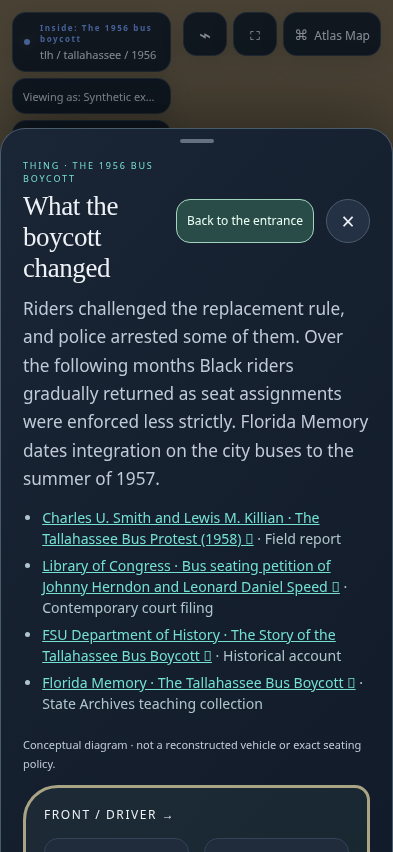 Inside: The 1956 bus
boycott
tlh / tallahassee / 1956
⌘ Atlas Map
Viewing as: Synthetic ex...
THING · THE 1956 BUS
BOYCOTT
What the
boycott
changed
Back to the entrance
×
Riders challenged the replacement rule,
and police arrested some of them. Over
the following months Black riders
gradually returned as seat assignments
were enforced less strictly. Florida Memory
dates integration on the city buses to the
summer of 1957.
• Charles U. Smith and Lewis M. Killian · The
Tallahassee Bus Protest (1958) · Field report
• Library of Congress · Bus seating petition of
Johnny Herndon and Leonard Daniel Speed ·
Contemporary court filing
• FSU Department of History · The Story of the
Tallahassee Bus Boycott · Historical account
• Florida Memory · The Tallahassee Bus Boycott ·
State Archives teaching collection
Conceptual diagram · not a reconstructed vehicle or exact seating
policy.
FRONT / DRIVER →